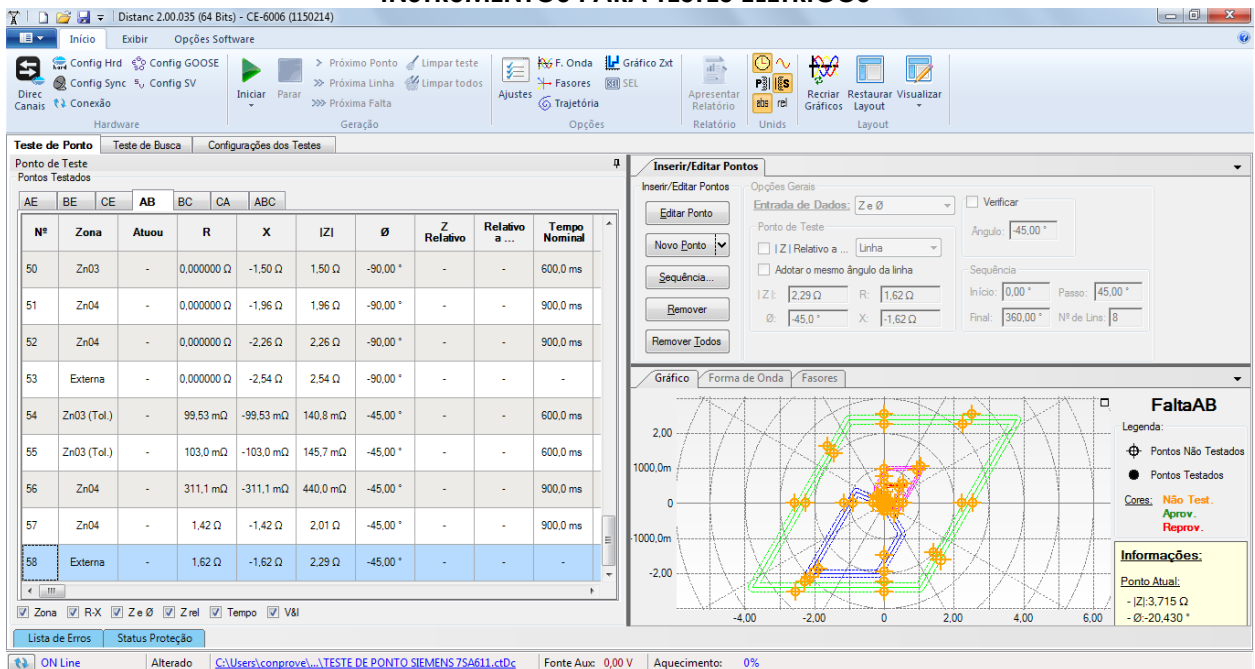 INSTRUMENTOS PARA TESTES ELÉTRICOS
Distanc 2.00.035 (64 Bits) - CE-6006 (1150214)
Início Exibir Opções Software
Direc Canais
Config Hrd
Config Sync
Conexão
Config GOOSE
Config SV
Hardware
Iniciar
Parar
Próximo Ponto
Próxima Linha
Próxima Falta
Limpar teste
Limpar todos
Geração
Ajustes
F. Onda
Fasores
Trajetória
Gráfico Zxt
SEL
Opções
Apresentar Relatório
Relatório
abs rel
Unids
Recriar Gráficos
Restaurar Layout
Visualizar
Layout
Teste de Ponto Teste de Busca Configurações dos Testes
Ponto de Teste
Pontos Testados
AE BE CE AB BC CA ABC
Nº Zona Atuou R X |Z| Ø Z Relativo Relativo a ... Tempo Nominal
50 Zn03 - 0,000000 Ω -1,50 Ω 1,50 Ω -90,00 ° - - 600,0 ms
51 Zn04 - 0,000000 Ω -1,96 Ω 1,96 Ω -90,00 ° - - 900,0 ms
52 Zn04 - 0,000000 Ω -2,26 Ω 2,26 Ω -90,00 ° - - 900,0 ms
53 Externa - 0,000000 Ω -2,54 Ω 2,54 Ω -90,00 ° - - -
54 Zn03 (Tol.) - 99,53 mΩ -99,53 mΩ 140,8 mΩ -45,00 ° - - 600,0 ms
55 Zn03 (Tol.) - 103,0 mΩ -103,0 mΩ 145,7 mΩ -45,00 ° - - 600,0 ms
56 Zn04 - 311,1 mΩ -311,1 mΩ 440,0 mΩ -45,00 ° - - 900,0 ms
57 Zn04 - 1,42 Ω -1,42 Ω 2,01 Ω -45,00 ° - - 900,0 ms
58 Externa - 1,62 Ω -1,62 Ω 2,29 Ω -45,00 ° - - -
Zona R-X Z e Ø Z rel Tempo V&I
Lista de Erros Status Proteção
Inserir/Editar Pontos
Inserir/Editar Pontos
Editar Ponto
Novo Ponto
Sequência...
Remover
Remover Todos
Opções Gerais
Entrada de Dados: Z e Ø
Ponto de Teste
| Z | Relativo a ... Linha
Adotar o mesmo ângulo da linha
| Z |: 2,29 Ω R: 1,62 Ω
Ø: -45,0 ° X: -1,62 Ω
Verificar
Ângulo: -45,00 °
Sequência
Início: 0,00 ° Passo: 45,00 °
Final: 360,00 ° Nº de Lins: 8
Gráfico Forma de Onda Fasores
2,00
1000,0m
0
-1000,0m
-2,00
-4,00 -2,00 0 2,00 4,00 6,00
FaltaAB
Legenda:
Pontos Não Testados
Pontos Testados
Cores: Não Test.
Aprov.
Reprov.
Informações:
Ponto Atual:
- |Z|:3,715 Ω
- Ø:-20,430 °
ON Line Alterado C:\Users\conprove\...\TESTE DE PONTO SIEMENS 7SA611.ctDc Fonte Aux: 0,00 V Aquecimento: 0%